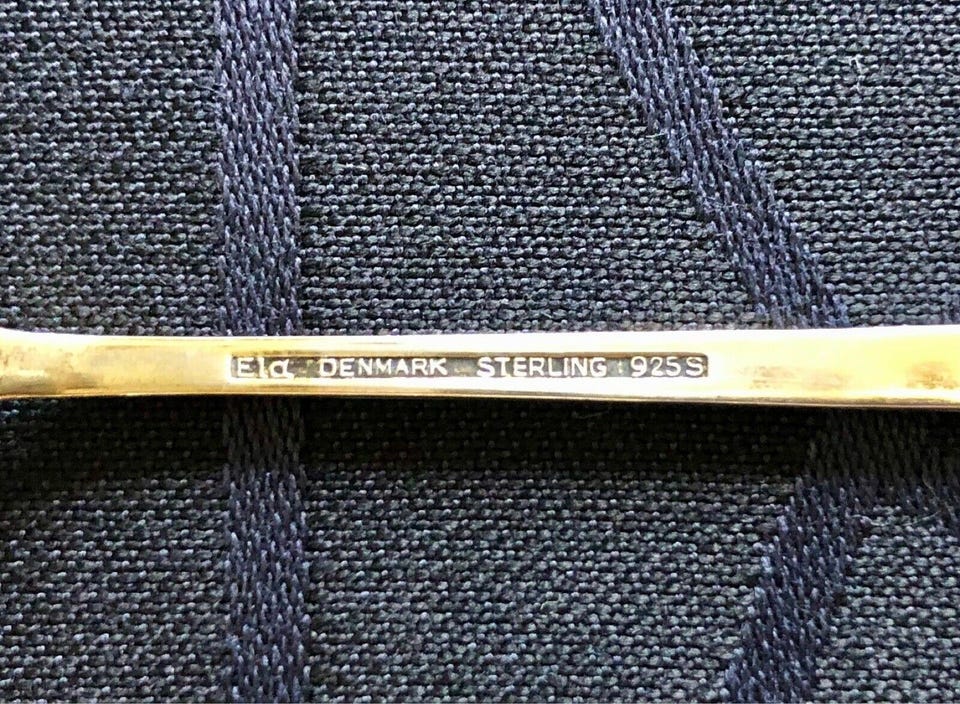 Ela DENMARK STERLING 925S